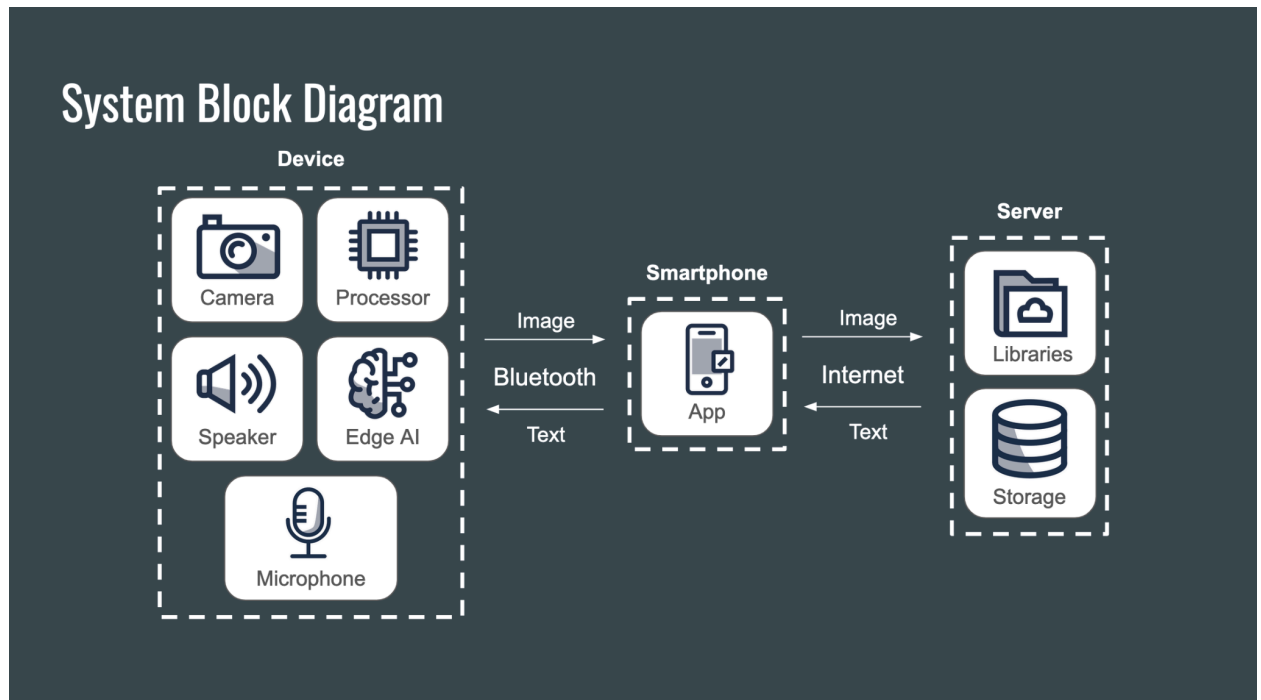 System Block Diagram
Device
Camera
Processor
Speaker
Edge AI
Microphone
Image
Bluetooth
Text
Smartphone
App
Image
Internet
Text
Server
Libraries
Storage